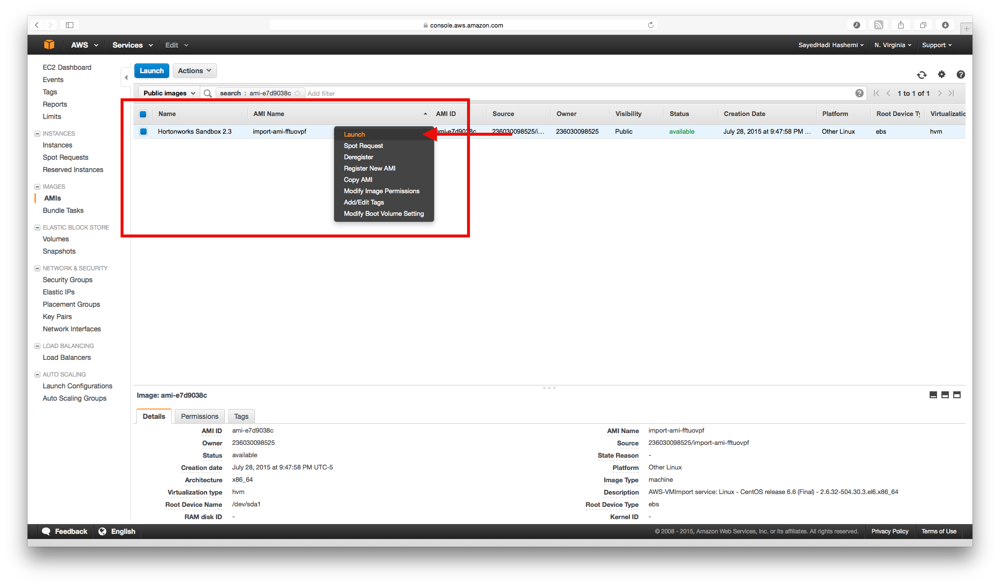 console.aws.amazon.com
AWS Services Edit SayedHadi Hashemi N. Virginia Support
EC2 Dashboard
Events
Tags
Reports
Limits
INSTANCES
Instances
Spot Requests
Reserved Instances
IMAGES
AMIs
Bundle Tasks
ELASTIC BLOCK STORE
Volumes
Snapshots
NETWORK & SECURITY
Security Groups
Elastic IPs
Placement Groups
Key Pairs
Network Interfaces
LOAD BALANCING
Load Balancers
AUTO SCALING
Launch Configurations
Auto Scaling Groups
Launch Actions
Public images search : ami-e7d9038c Add filter 1 to 1 of 1
Name AMI Name AMI ID Source Owner Visibility Status Creation Date Platform Root Device Ty Virtualizatio
Hortonworks Sandbox 2.3 import-ami-fftuovpf ami-e7d9038c 236030098525/i... 236030098525 Public available July 28, 2015 at 9:47:58 PM ... Other Linux ebs hvm
Launch
Spot Request
Deregister
Register New AMI
Copy AMI
Modify Image Permissions
Add/Edit Tags
Modify Boot Volume Setting
Image: ami-e7d9038c
Details Permissions Tags
AMI ID ami-e7d9038c AMI Name import-ami-fftuovpf
Owner 236030098525 Source 236030098525/import-ami-fftuovpf
Status available State Reason -
Creation date July 28, 2015 at 9:47:58 PM UTC-5 Platform Other Linux
Architecture x86_64 Image Type machine
Virtualization type hvm Description AWS-VMImport service: Linux - CentOS release 6.6 (Final) - 2.6.32-504.30.3.el6.x86_64
Root Device Name /dev/sda1 Root Device Type ebs
RAM disk ID - Kernel ID -
Feedback English © 2008 - 2015, Amazon Web Services, Inc. or its affiliates. All rights reserved. Privacy Policy Terms of Use